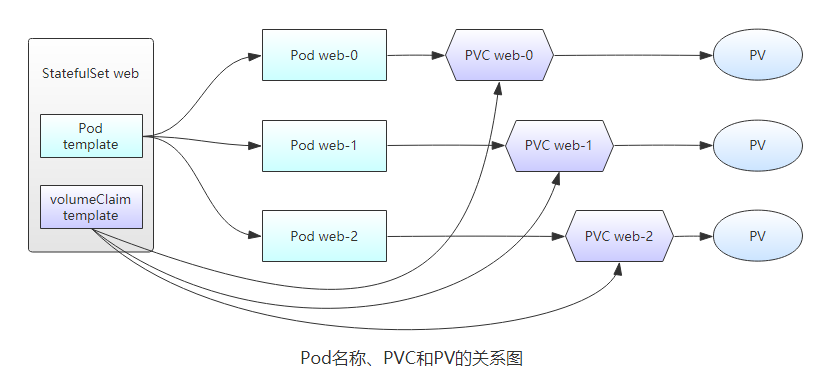 StatefulSet web
Pod
template
volumeClaim
template
Pod web-0
PVC web-0
PV
Pod web-1
PVC web-1
PV
Pod web-2
PVC web-2
PV
Pod名称、PVC和PV的关系图